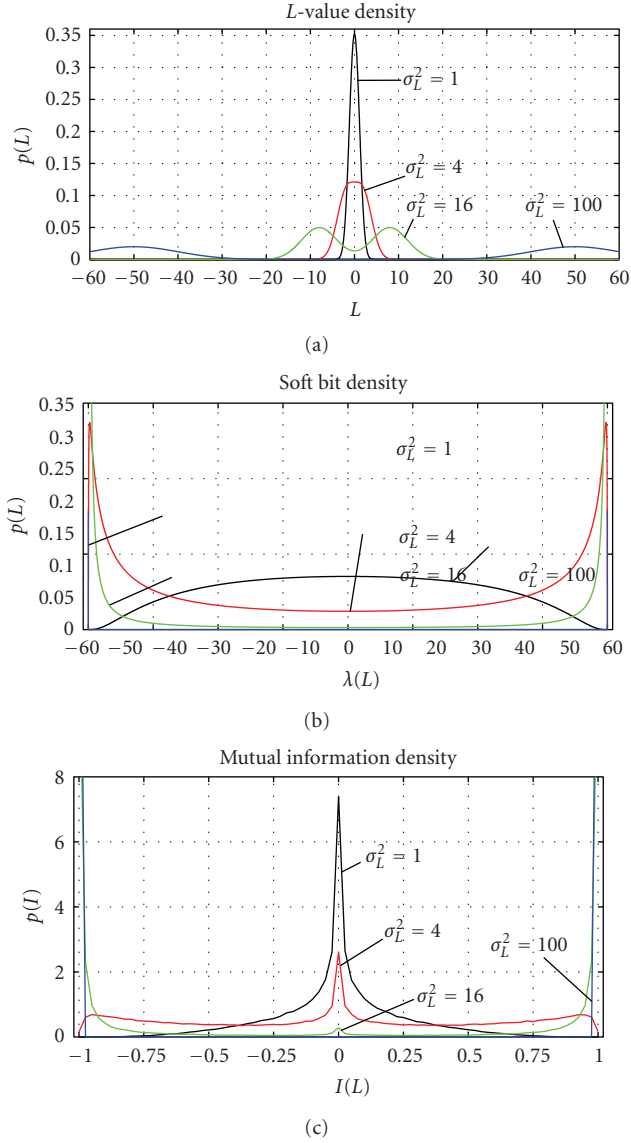 L-value density
0.35
0.3
0.25
0.2
0.15
0.1
0.05
0
p(L)
σ_L^2 = 1
σ_L^2 = 4
σ_L^2 = 16
σ_L^2 = 100
−60 −50 −40 −30 −20 −10 0 10 20 30 40 50 60
L
(a)
Soft bit density
0.35
0.3
0.25
0.2
0.15
0.1
0.05
0
p(L)
σ_L^2 = 1
σ_L^2 = 4
σ_L^2 = 16
σ_L^2 = 100
−60 −50 −40 −30 −20 −10 0 10 20 30 40 50 60
λ(L)
(b)
Mutual information density
8
6
4
2
0
p(I)
σ_L^2 = 1
σ_L^2 = 4
σ_L^2 = 100
σ_L^2 = 16
−1 −0.75 −0.5 −0.25 0 0.25 0.5 0.75 1
I(L)
(c)